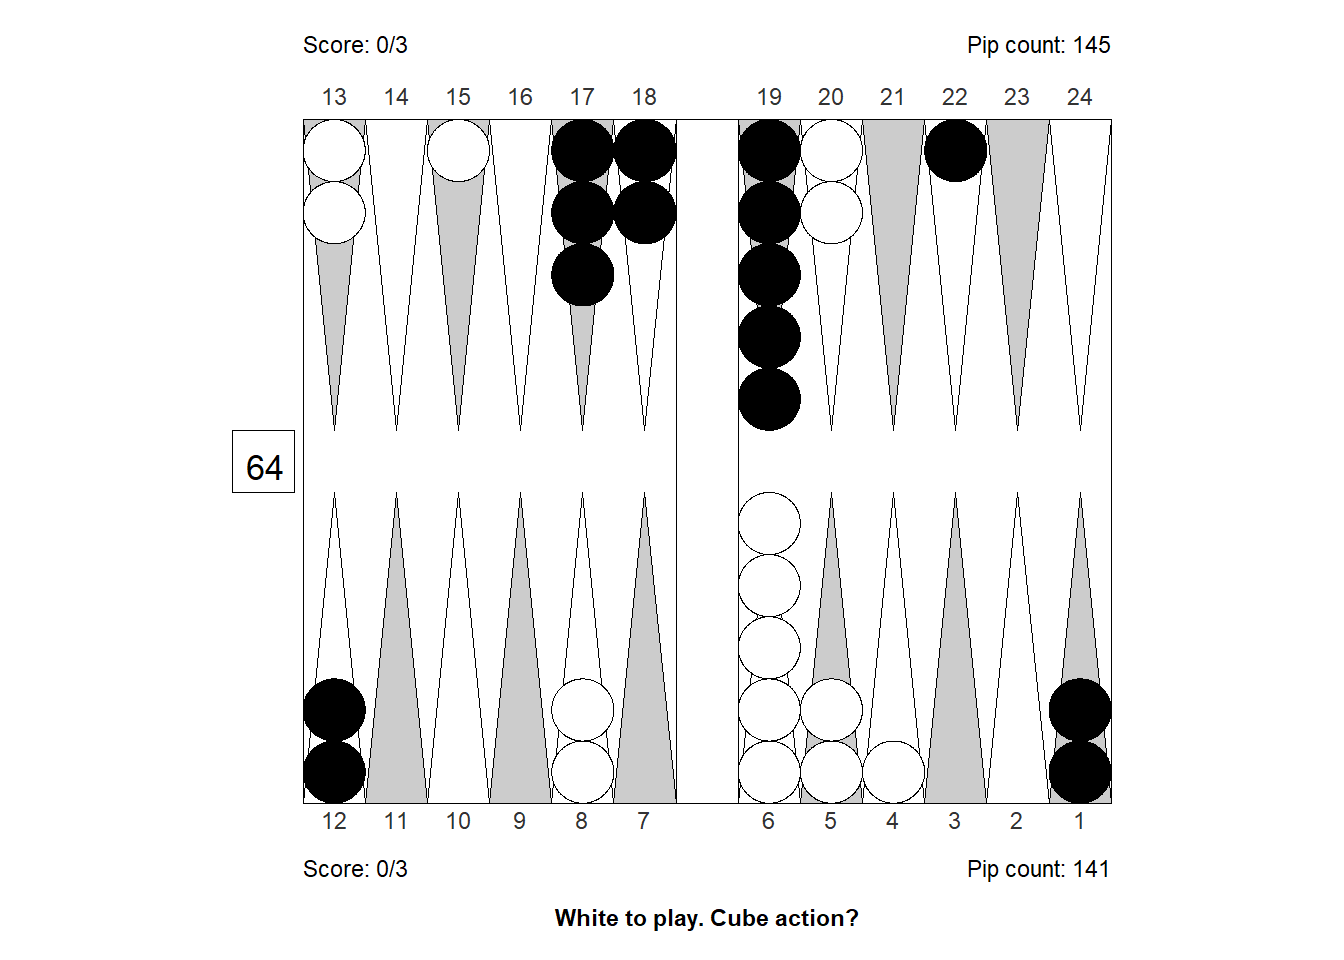 Score: 0/3 Pip count: 145
13 14 15 16 17 18 19 20 21 22 23 24
64
12 11 10 9 8 7 6 5 4 3 2 1
Score: 0/3 Pip count: 141
White to play. Cube action?